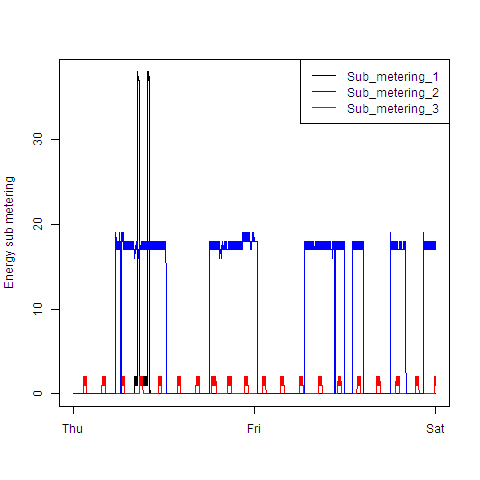 Sub_metering_1
Sub_metering_2
Sub_metering_3
Energy sub metering
30
20
10
0
Thu Fri Sat